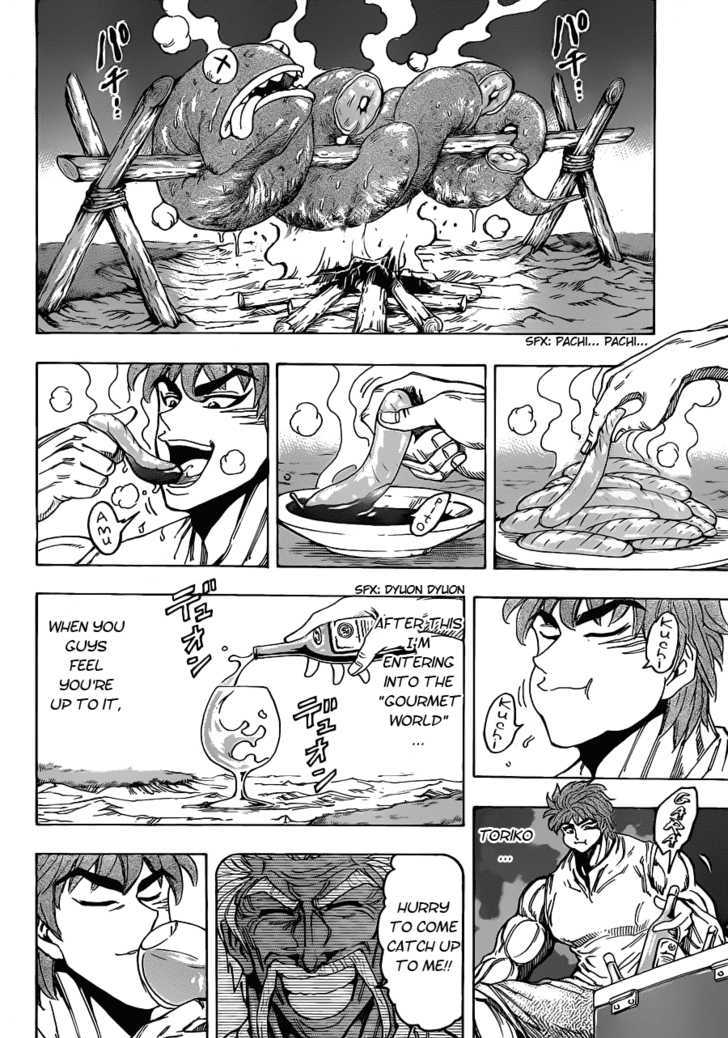 パチ…
パチ…
SFX: PACHI... PACHI...
PITO
AMU
KUCHI
KUCHI
SFX: DYUON DYUON
AFTER THIS
I'M
ENTERING
INTO THE
"GOURMET
WORLD"
...
デュオン
デュオン
WHEN YOU
GUYS
FEEL
YOU'RE
UP TO IT,
GARA
TORIKO
...
HURRY
TO COME
CATCH UP
TO ME!!